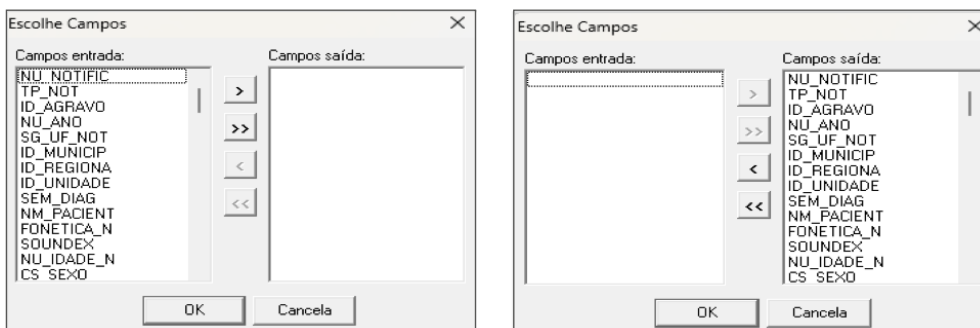 Escolhe Campos
Campos entrada:
Campos saída:
NU_NOTIFIC
TP_NOT
ID_AGRAVO
NU_ANO
SG_UF_NOT
ID_MUNICIP
ID_REGIONA
ID_UNIDADE
SEM_DIAG
NM_PACIENT
FONETICA_N
SOUNDEX
NU_IDADE_N
CS_SEXO
>
>>
<
<<
OK
Cancela
Escolhe Campos
Campos entrada:
Campos saída:
>
>>
<
<<
NU_NOTIFIC
TP_NOT
ID_AGRAVO
NU_ANO
SG_UF_NOT
ID_MUNICIP
ID_REGIONA
ID_UNIDADE
SEM_DIAG
NM_PACIENT
FONETICA_N
SOUNDEX
NU_IDADE_N
CS_SEXO
OK
Cancela